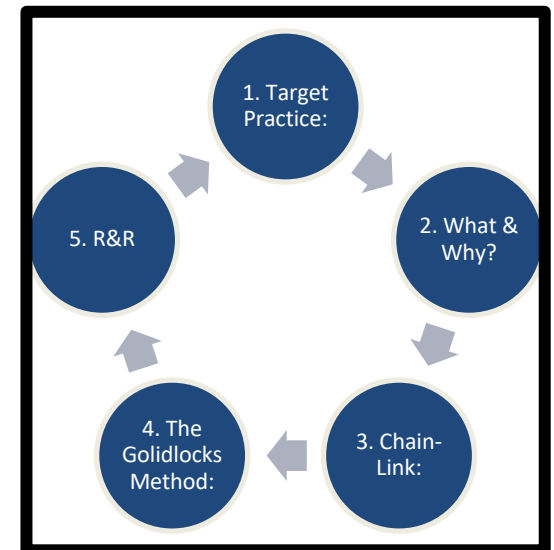 1. Target
Practice:
2. What &
Why?
3. Chain-
Link:
4. The
Golidlocks
Method:
5. R&R